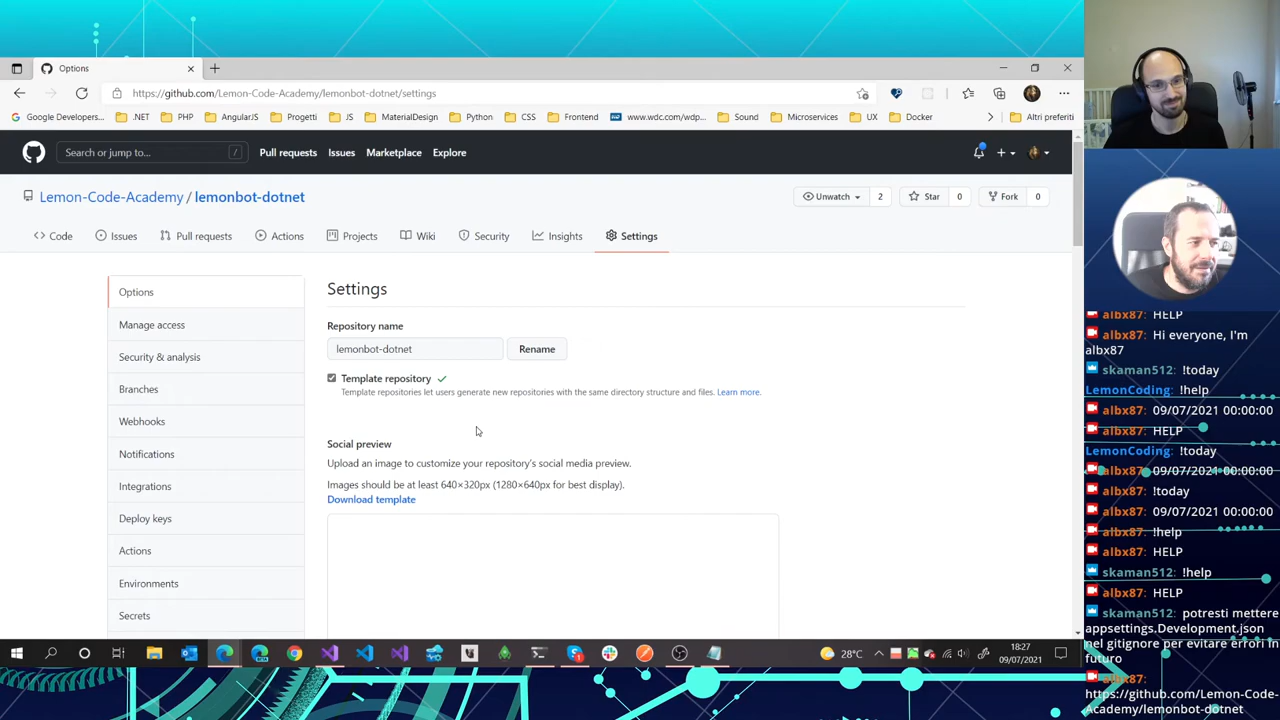 Options
https://github.com/Lemon-Code-Academy/lemonbot-dotnet/settings
Google Developers...
.NET
PHP
AngularJS
Progetti
JS
MaterialDesign
Python
CSS
Frontend
www.wdc.com/wdp...
Sound
Microservices
UX
Docker
Altri preferiti
Search or jump to...
/
Pull requests
Issues
Marketplace
Explore
Lemon-Code-Academy / lemonbot-dotnet
Unwatch
2
Star
0
Fork
0
Code
Issues
Pull requests
Actions
Projects
Wiki
Security
Insights
Settings
Options
Manage access
Security & analysis
Branches
Webhooks
Notifications
Integrations
Deploy keys
Actions
Environments
Secrets
Settings
Repository name
lemonbot-dotnet
Rename
Template repository
Template repositories let users generate new repositories with the same directory structure and files. Learn more.
Social preview
Upload an image to customize your repository's social media preview.
Images should be at least 640×320px (1280×640px for best display).
Download template
albx87: HELP
albx87: Hi everyone, I'm
albx87
skaman512: !today
LemonCoding: !help
albx87: 09/07/2021 00:00:00
albx87: HELP
LemonCoding: !today
albx87: 09/07/2021 00:00:00
albx87: !today
albx87: 09/07/2021 00:00:00
albx87: !help
albx87: HELP
skaman512: !help
albx87: HELP
skaman512: potresti mettere
appsettings.Development.json
nel gitignore per evitare errori in
futuro
albx87:
https://github.com/Lemon-Code-
Academy/lemonbot-dotnet
28°C
18:27
09/07/2021